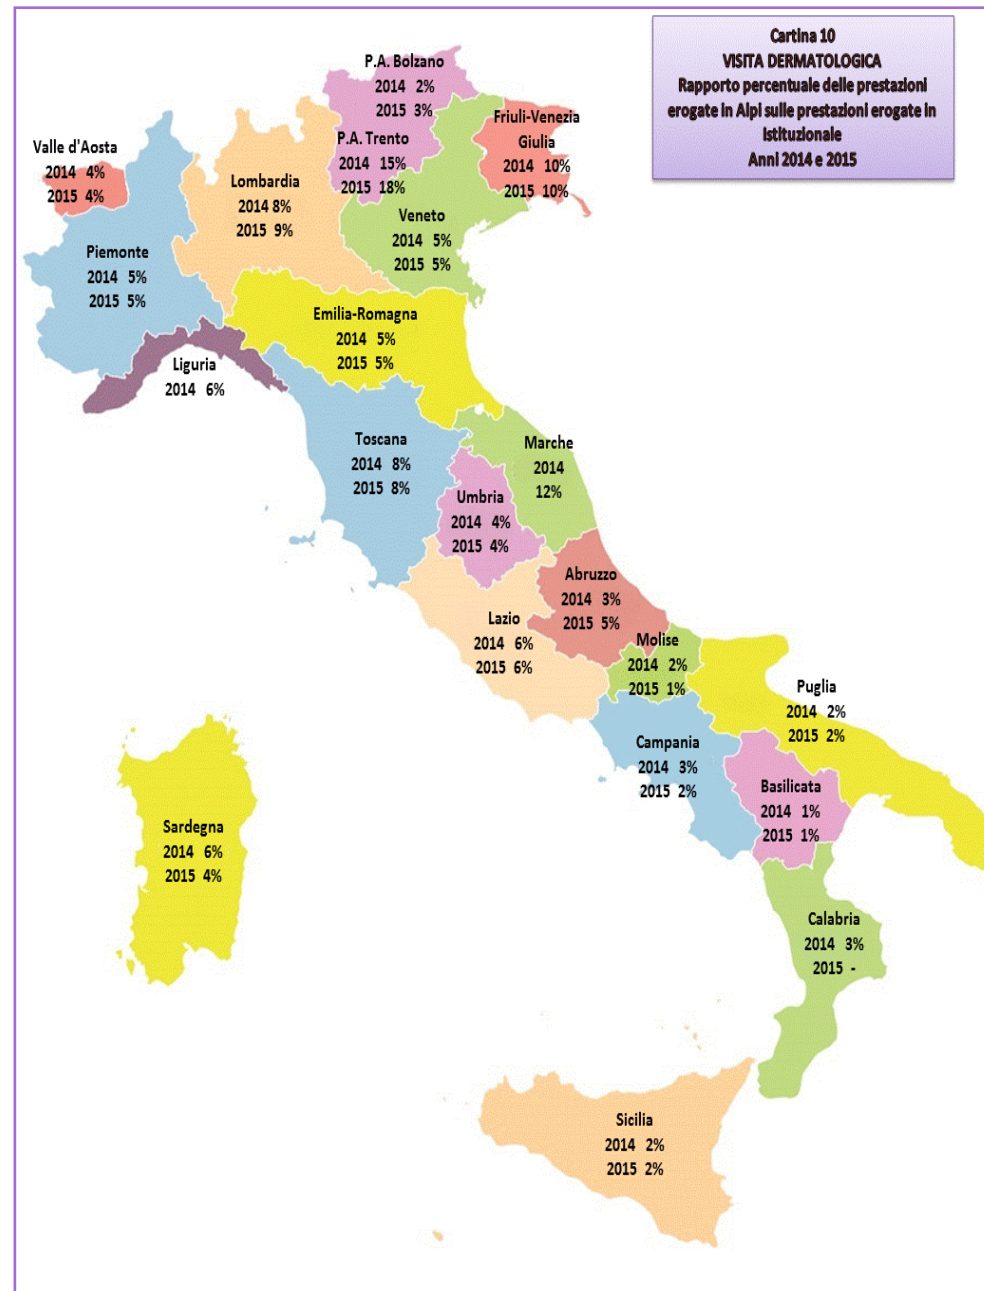 Cartina 10
VISITA DERMATOLOGICA
Rapporto percentuale delle prestazioni
erogate in Alpi sulle prestazioni erogate in
Istituzionale
Anni 2014 e 2015
P.A. Bolzano
2014 2%
2015 3%
P.A. Trento
2014 15%
2015 18%
Friuli-Venezia
Giulia
2014 10%
2015 10%
Valle d'Aosta
2014 4%
2015 4%
Lombardia
2014 8%
2015 9%
Veneto
2014 5%
2015 5%
Piemonte
2014 5%
2015 5%
Emilia-Romagna
2014 5%
2015 5%
Liguria
2014 6%
Toscana
2014 8%
2015 8%
Marche
2014
12%
Umbria
2014 4%
2015 4%
Abruzzo
2014 3%
2015 5%
Lazio
2014 6%
2015 6%
Molise
2014 2%
2015 1%
Puglia
2014 2%
2015 2%
Campania
2014 3%
2015 2%
Basilicata
2014 1%
2015 1%
Sardegna
2014 6%
2015 4%
Calabria
2014 3%
2015 -
Sicilia
2014 2%
2015 2%